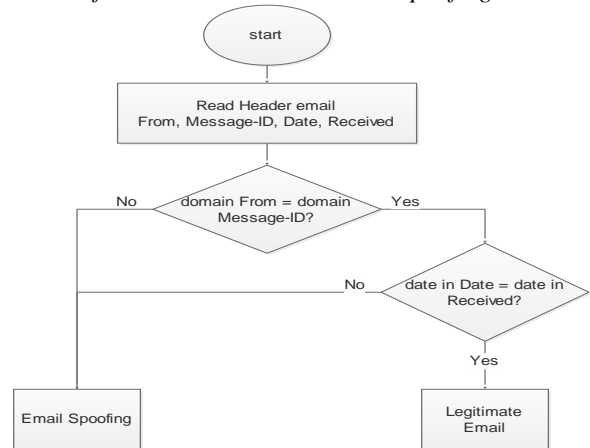 start
Read Header email
From, Message-ID, Date, Received
No
domain From = domain
Message-ID?
Yes
No
date in Date = date in
Received?
Yes
Email Spoofing
Legitimate
Email